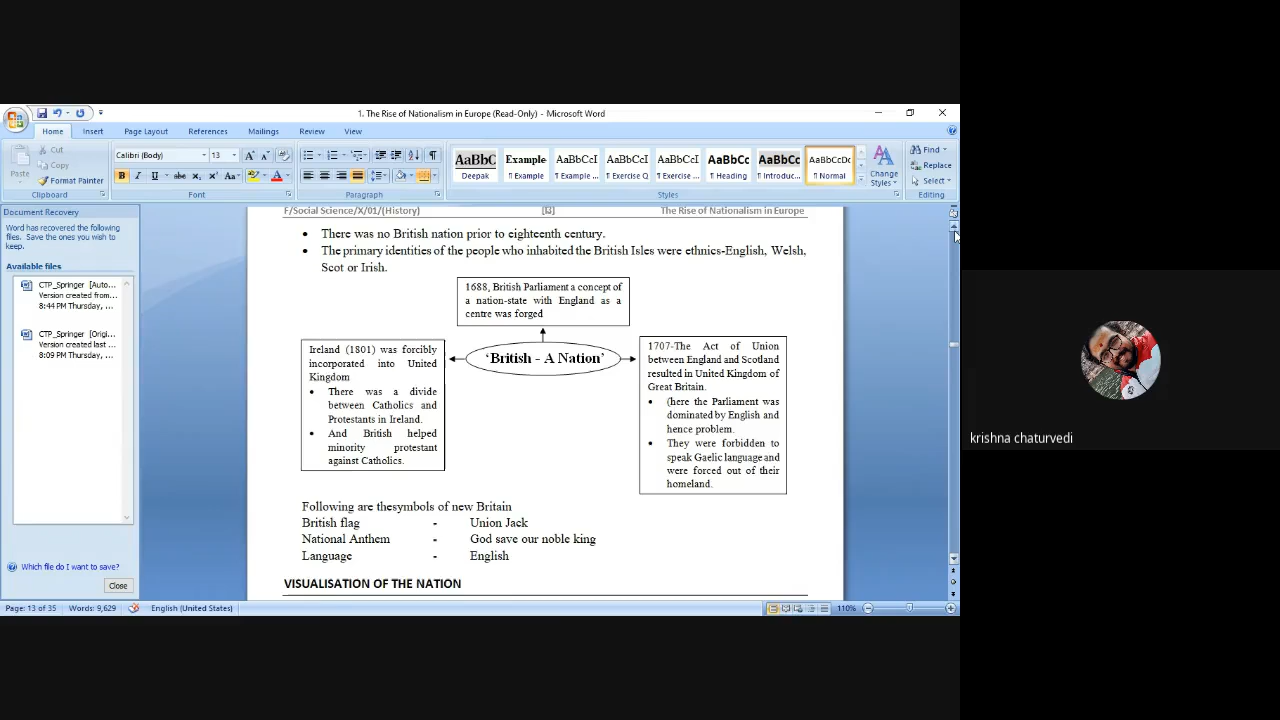 1. The Rise of Nationalism in Europe (Read-Only) - Microsoft Word
Home Insert Page Layout References Mailings Review View
Paste
Cut
Copy
Format Painter
Clipboard
Calibri (Body) 13
Font
Paragraph
AaBbC Example AaBbCcI AaBbCcI AaBbCcI AaBbCc AaBbCc AaBbCcDc
Deepak ¶ Example ¶ Example ... ¶ Exercise Q ¶ Exercise ... ¶ Heading ¶ Introduc... ¶ Normal
Styles
Change
Styles
Find
Replace
Select
Editing
Document Recovery
Word has recovered the following
files. Save the ones you wish to
keep.
Available files
CTP_Springer [Auto...
Version created from...
8:44 PM Thursday, ...
CTP_Springer [Origi...
Version created last ...
8:09 PM Thursday, ...
Which file do I want to save?
Close
F/Social Science/X/01/(History) [13] The Rise of Nationalism in Europe
• There was no British nation prior to eighteenth century.
• The primary identities of the people who inhabited the British Isles were ethnics-English, Welsh,
Scot or Irish.
1688, British Parliament a concept of
a nation-state with England as a
centre was forged
Ireland (1801) was forcibly
incorporated into United
Kingdom
• There was a divide
between Catholics and
Protestants in Ireland.
• And British helped
minority protestant
against Catholics.
‘British - A Nation’
1707-The Act of Union
between England and Scotland
resulted in United Kingdom of
Great Britain.
• (here the Parliament was
dominated by English and
hence problem.
• They were forbidden to
speak Gaelic language and
were forced out of their
homeland.
Following are thesymbols of new Britain
British flag - Union Jack
National Anthem - God save our noble king
Language - English
VISUALISATION OF THE NATION
Page: 13 of 35 Words: 9,629 English (United States) 110%
krishna chaturvedi